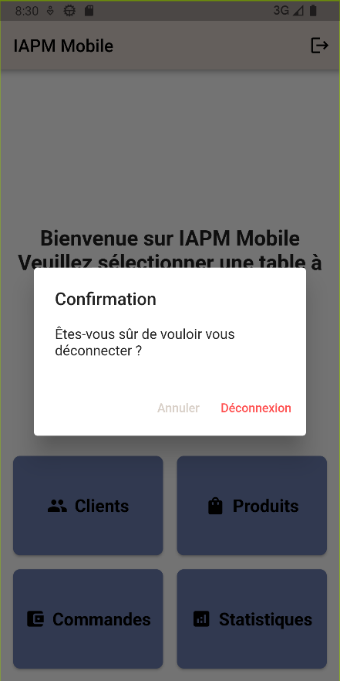 8:30
3G
IAPM Mobile
Bienvenue sur IAPM Mobile
Veuillez sélectionner une table à
Confirmation
Êtes-vous sûr de vouloir vous
déconnecter ?
Annuler Déconnexion
Clients
Produits
Commandes
Statistiques